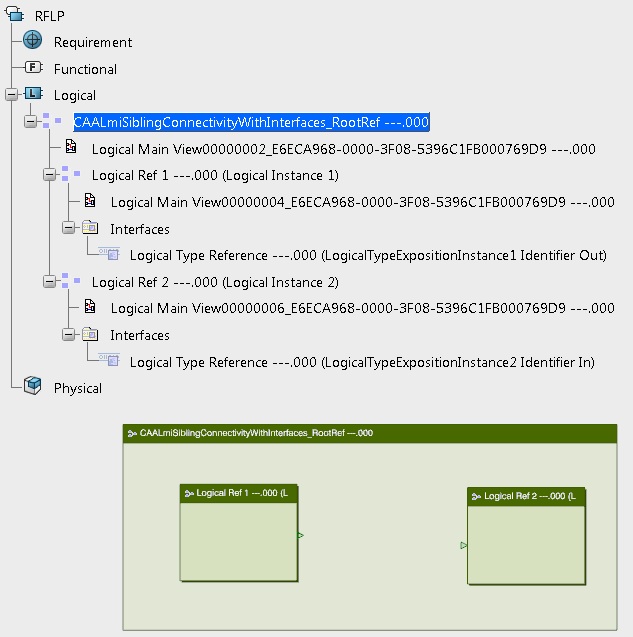 RFLP
Requirement
F Functional
L Logical
CAALmiSiblingConnectivityWithInterfaces_RootRef ---.000
Logical Main View00000002_E6ECA968-0000-3F08-5396C1FB000769D9 ---.000
Logical Ref 1 ---.000 (Logical Instance 1)
Logical Main View00000004_E6ECA968-0000-3F08-5396C1FB000769D9 ---.000
Interfaces
Logical Type Reference ---.000 (LogicalTypeExpositionInstance1 Identifier Out)
Logical Ref 2 ---.000 (Logical Instance 2)
Logical Main View00000006_E6ECA968-0000-3F08-5396C1FB000769D9 ---.000
Interfaces
Logical Type Reference ---.000 (LogicalTypeExpositionInstance2 Identifier In)
Physical
CAALmiSiblingConnectivityWithInterfaces_RootRef ---.000
Logical Ref 1 ---.000 (L
Logical Ref 2 ---.000 (L